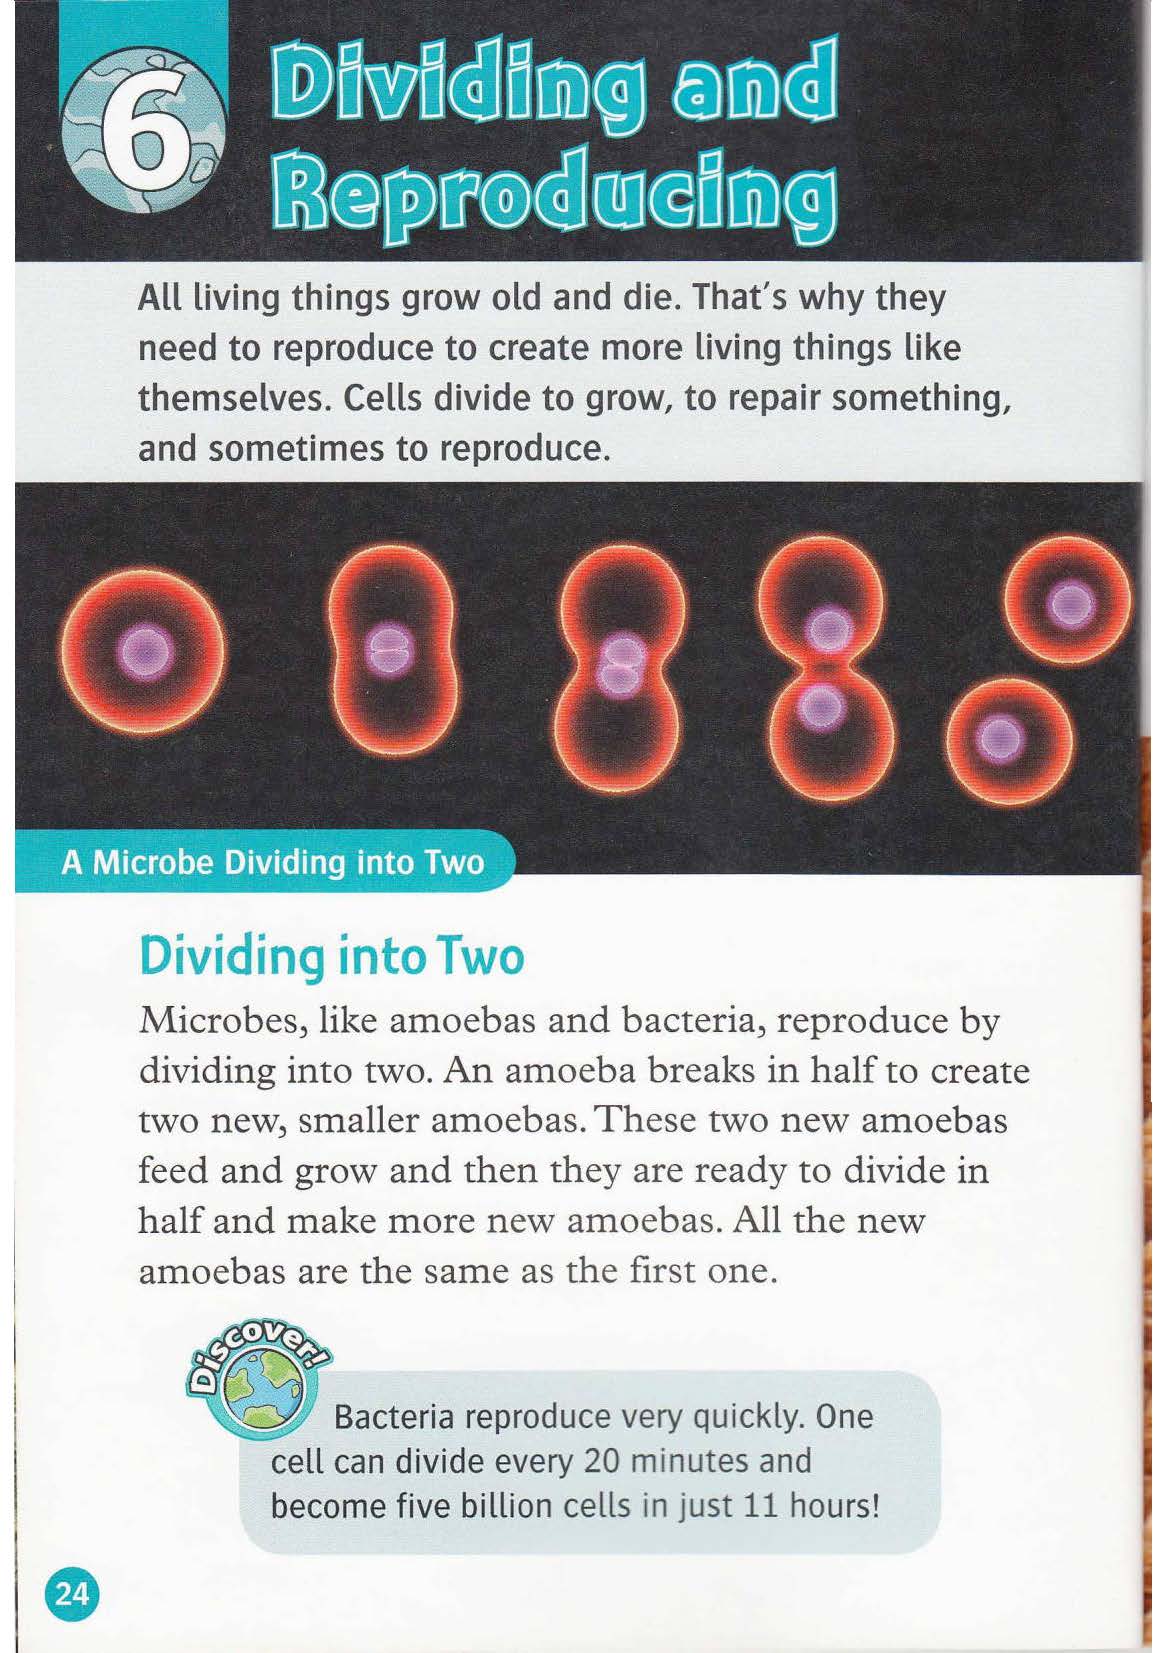 6
Dividing and
Reproducing
All living things grow old and die. That's why they
need to reproduce to create more living things like
themselves. Cells divide to grow, to repair something,
and sometimes to reproduce.
A Microbe Dividing into Two
Dividing into Two
Microbes, like amoebas and bacteria, reproduce by
dividing into two. An amoeba breaks in half to create
two new, smaller amoebas. These two new amoebas
feed and grow and then they are ready to divide in
half and make more new amoebas. All the new
amoebas are the same as the first one.
Discover!
Bacteria reproduce very quickly. One
cell can divide every 20 minutes and
become five billion cells in just 11 hours!
24